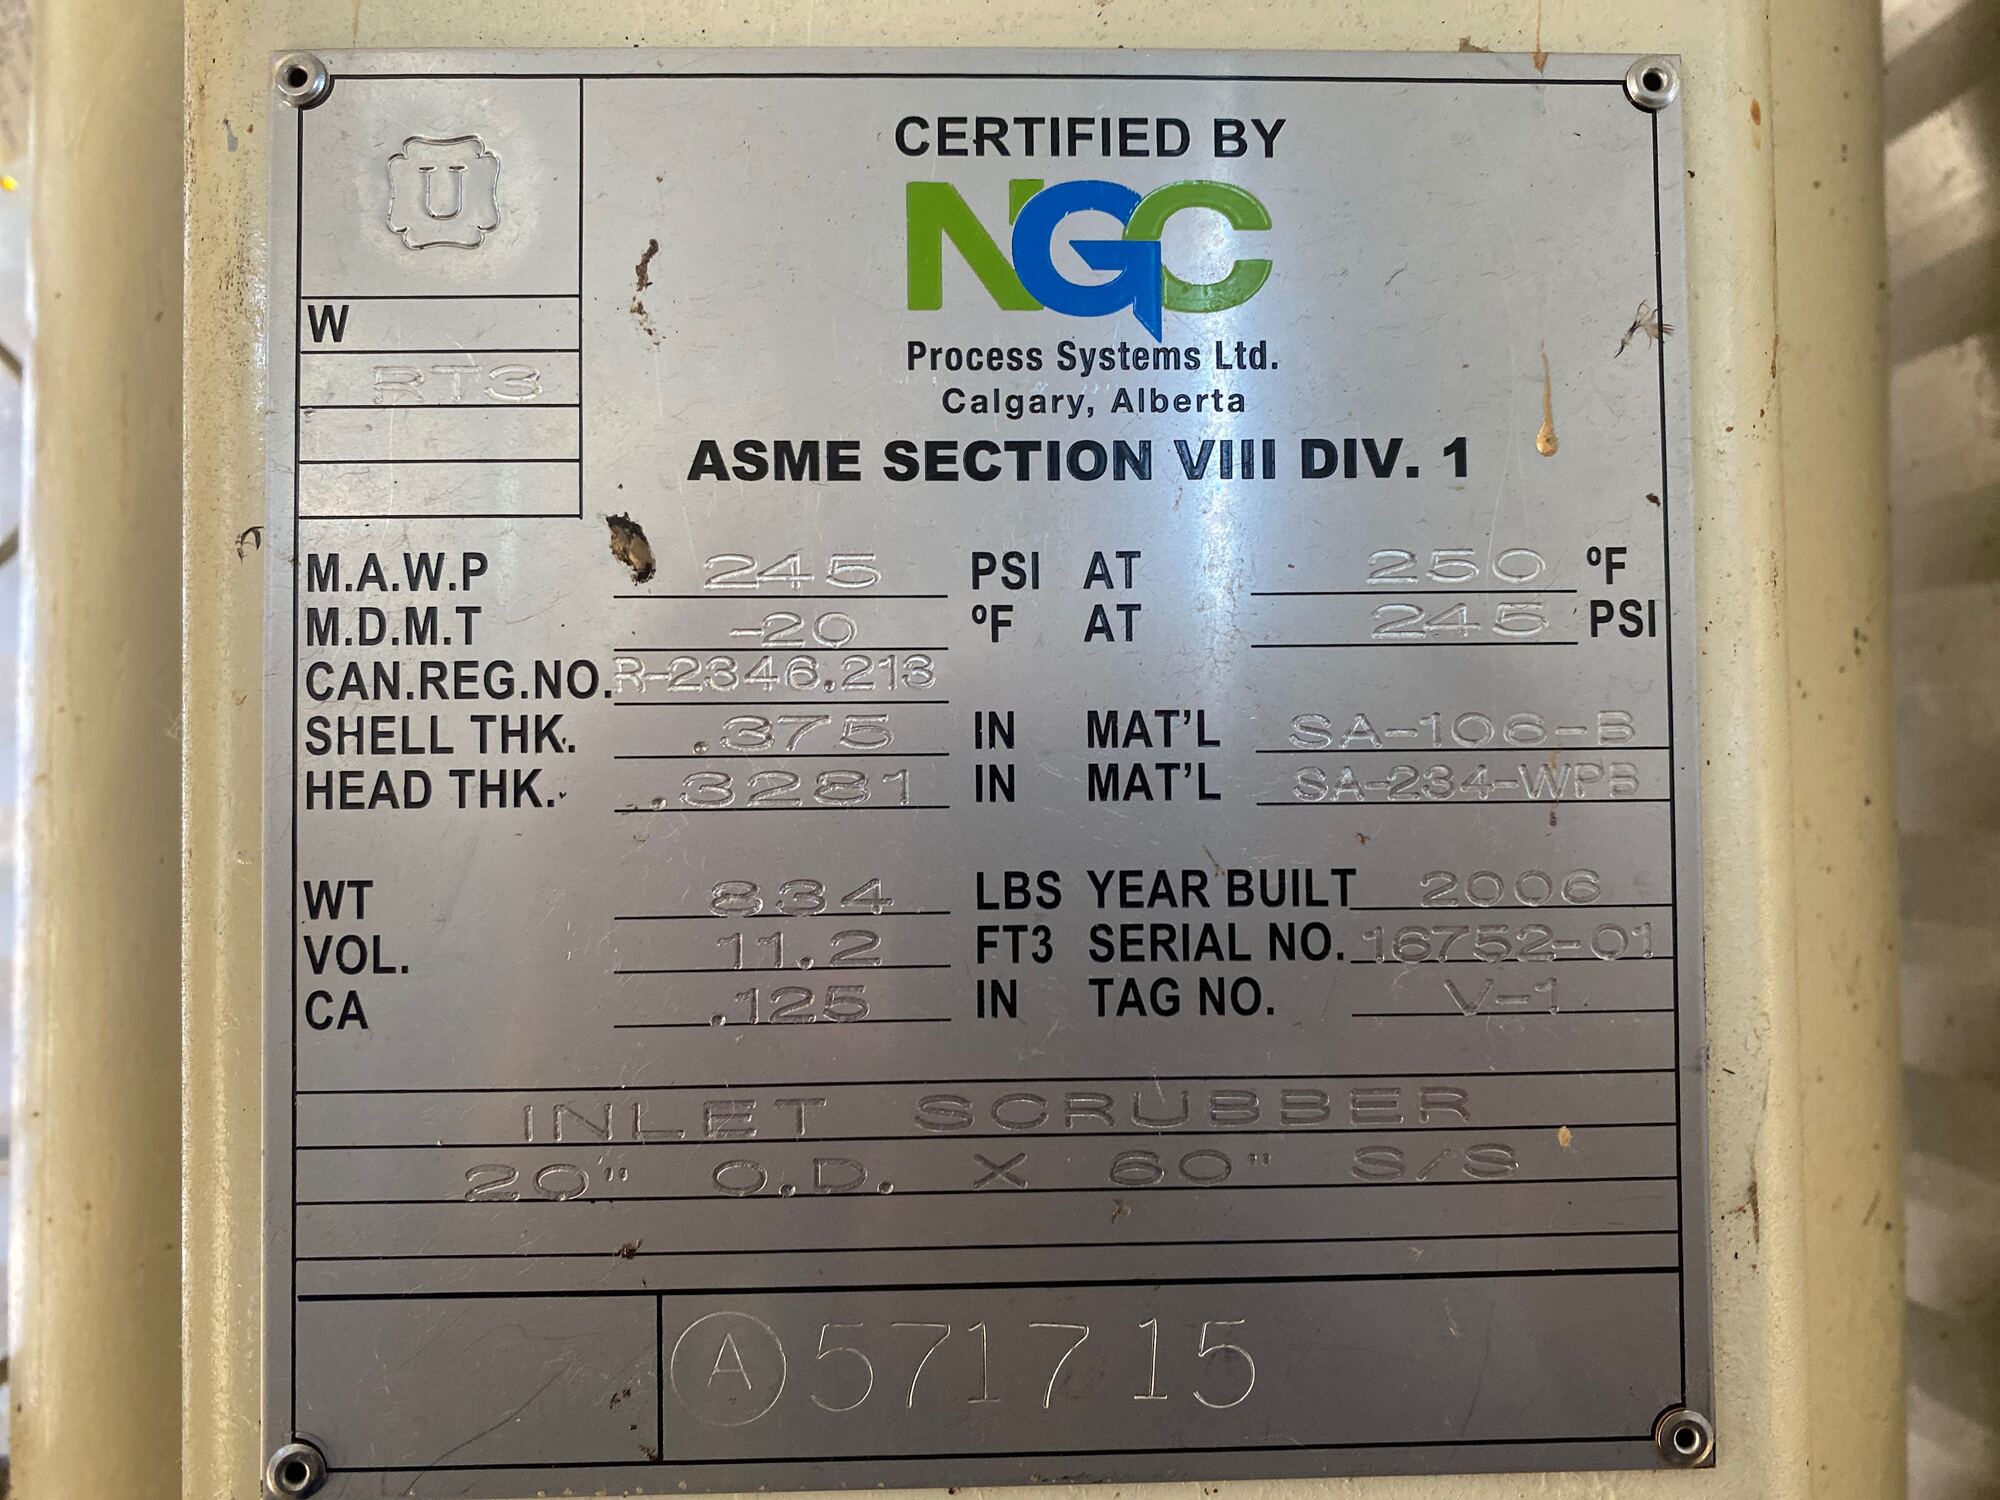 U
W
RT3
CERTIFIED BY
NGC
Process Systems Ltd.
Calgary, Alberta
ASME SECTION VIII DIV. 1
M.A.W.P 245 PSI AT 250 ºF
M.D.M.T -20 ºF AT 245 PSI
CAN.REG.NO. R-2346.213
SHELL THK. .375 IN MAT'L SA-106-B
HEAD THK. .3281 IN MAT'L SA-234-WPB
WT 834 LBS YEAR BUILT 2006
VOL. 11.2 FT3 SERIAL NO. 16752-01
CA .125 IN TAG NO. V-1
INLET SCRUBBER
20" O.D. X 60" S/S
A 571715